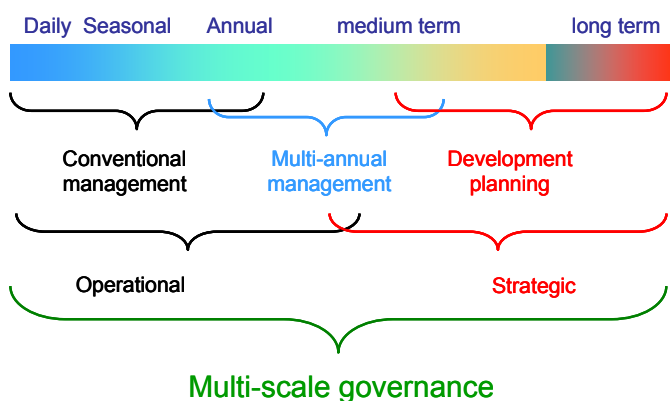 Daily Seasonal Annual medium term long term
Conventional management
Multi-annual management
Development planning
Operational Strategic
Multi-scale governance